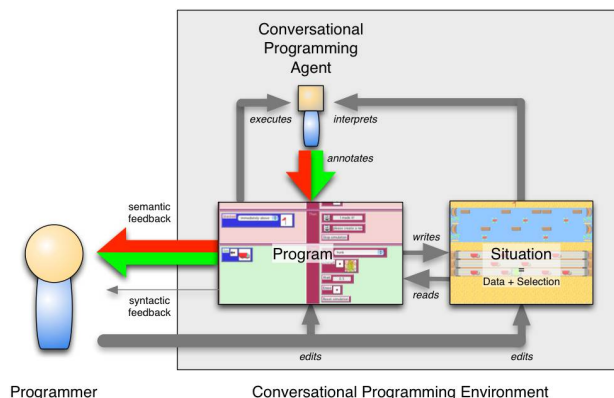 Conversational
Programming
Agent
executes
interprets
annotates
semantic
feedback
Program
writes
reads
Situation
=
Data + Selection
syntactic
feedback
edits
edits
Programmer
Conversational Programming Environment